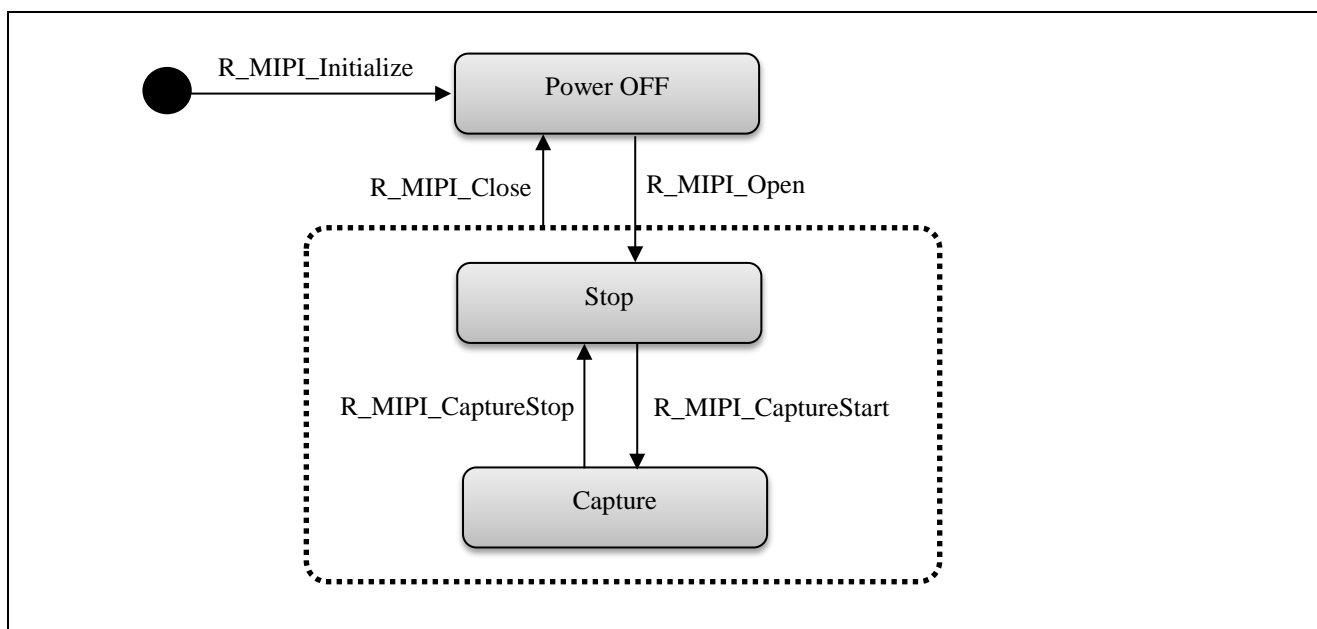 R_MIPI_Initialize
Power OFF
R_MIPI_Close
R_MIPI_Open
Stop
R_MIPI_CaptureStop
R_MIPI_CaptureStart
Capture